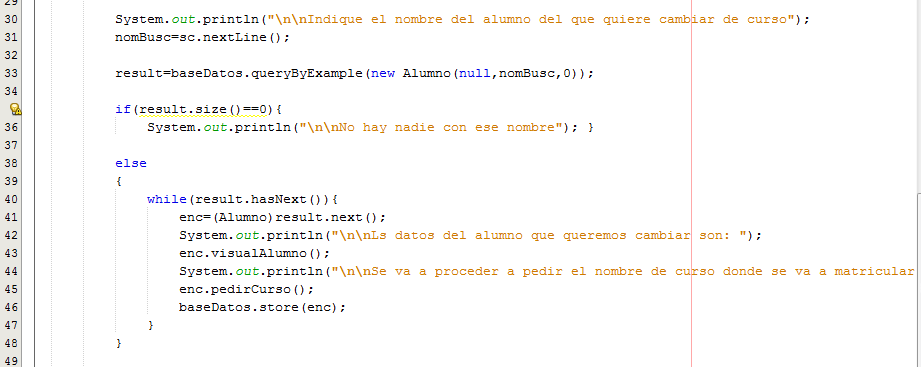 29
30 System.out.println("\n\nIndique el nombre del alumno del que quiere cambiar de curso");
31 nomBusc=sc.nextLine();
32
33 result=baseDatos.queryByExample(new Alumno(null,nomBusc,0));
34
if(result.size()==0){
36 System.out.println("\n\nNo hay nadie con ese nombre"); }
37
38 else
39 {
40 while(result.hasNext()){
41 enc=(Alumno)result.next();
42 System.out.println("\n\nLs datos del alumno que queremos cambiar son: ");
43 enc.visualAlumno();
44 System.out.println("\n\nSe va a proceder a pedir el nombre de curso donde se va a matricular
45 enc.pedirCurso();
46 baseDatos.store(enc);
47 }
48 }
49